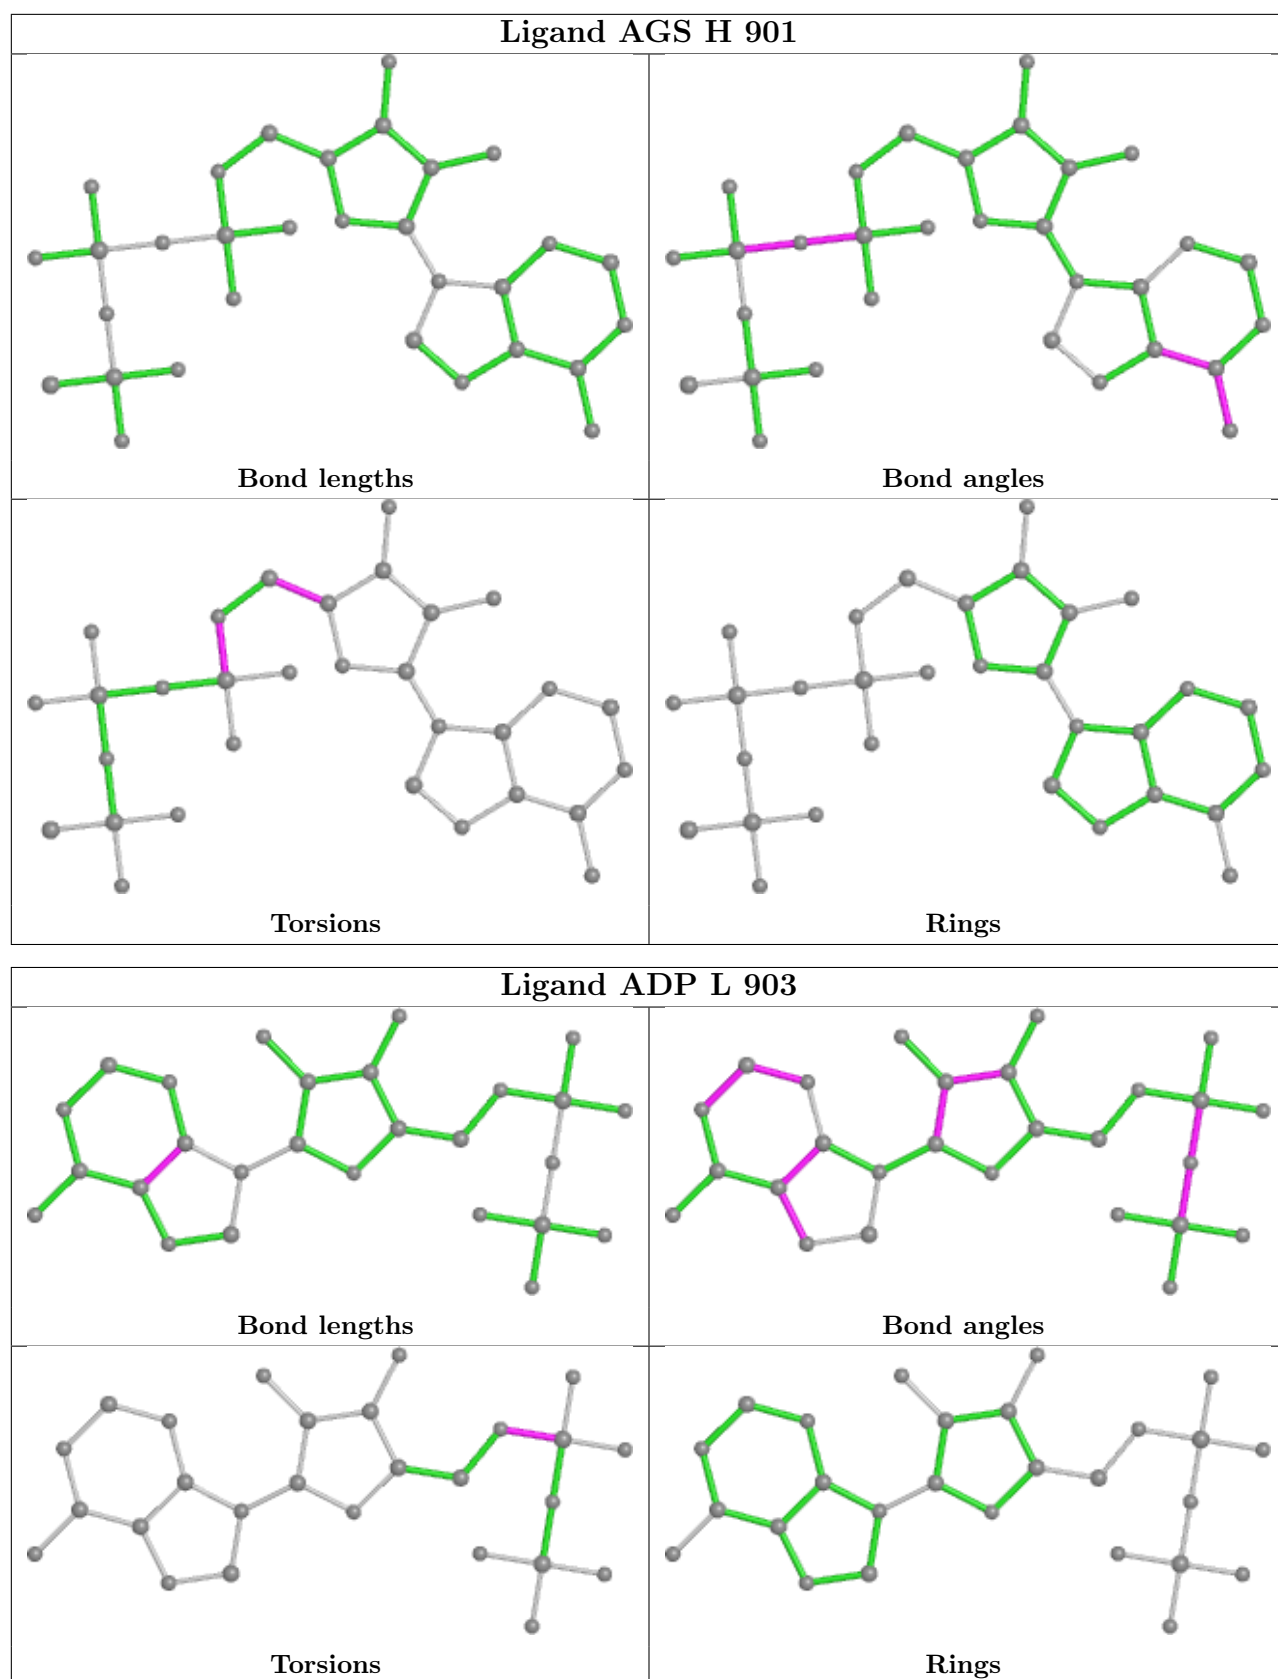 Ligand AGS H 901
Bond lengths
Bond angles
Torsions
Rings
Ligand ADP L 903
Bond lengths
Bond angles
Torsions
Rings